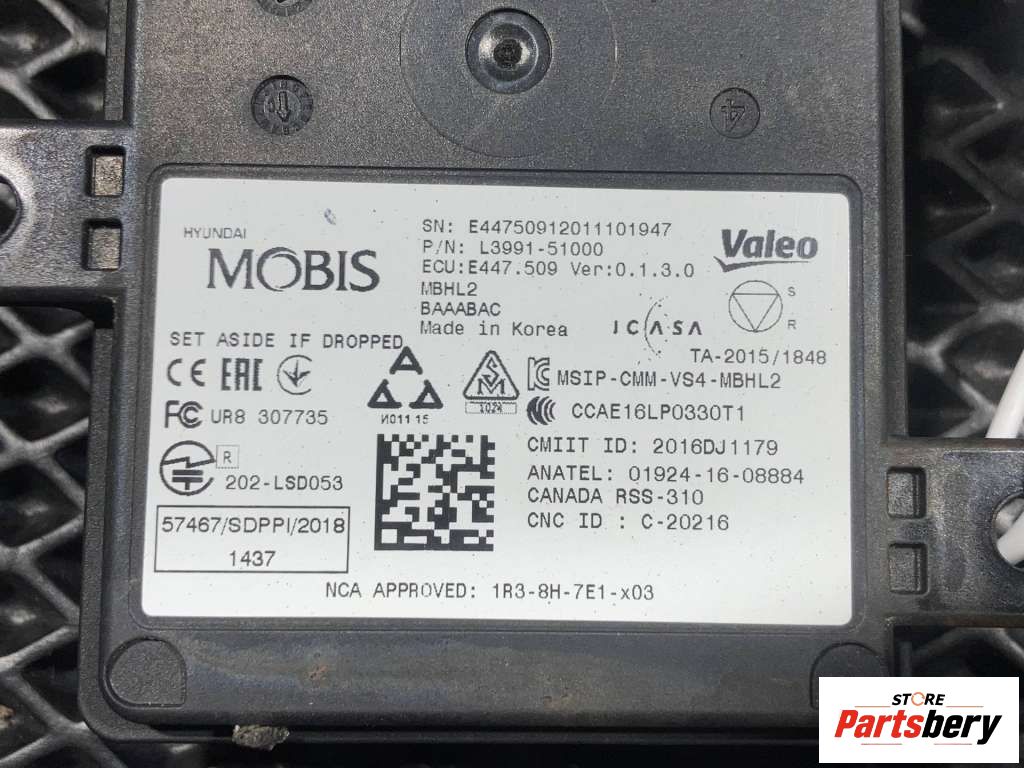 4
HYUNDAI
MOBIS
SN: E44750912011101947
P/N: L3991-51000
ECU:E447.509 Ver:0.1.3.0
MBHL2
BAAABAC
Made in Korea
Valeo
ICASA
S
R
TA-2015/1848
SET ASIDE IF DROPPED
CE EAC
FC UR8 307735
И011 15
1024
MSIP-CMM-VS4-MBHL2
CCC CCAE16LP0330T1
CMIIT ID: 2016DJ1179
ANATEL: 01924-16-08884
CANADA RSS-310
CNC ID : C-20216
R
202-LSD053
57467/SDPPI/2018
1437
NCA APPROVED: 1R3-8H-7E1-x03
STORE
Partsbery